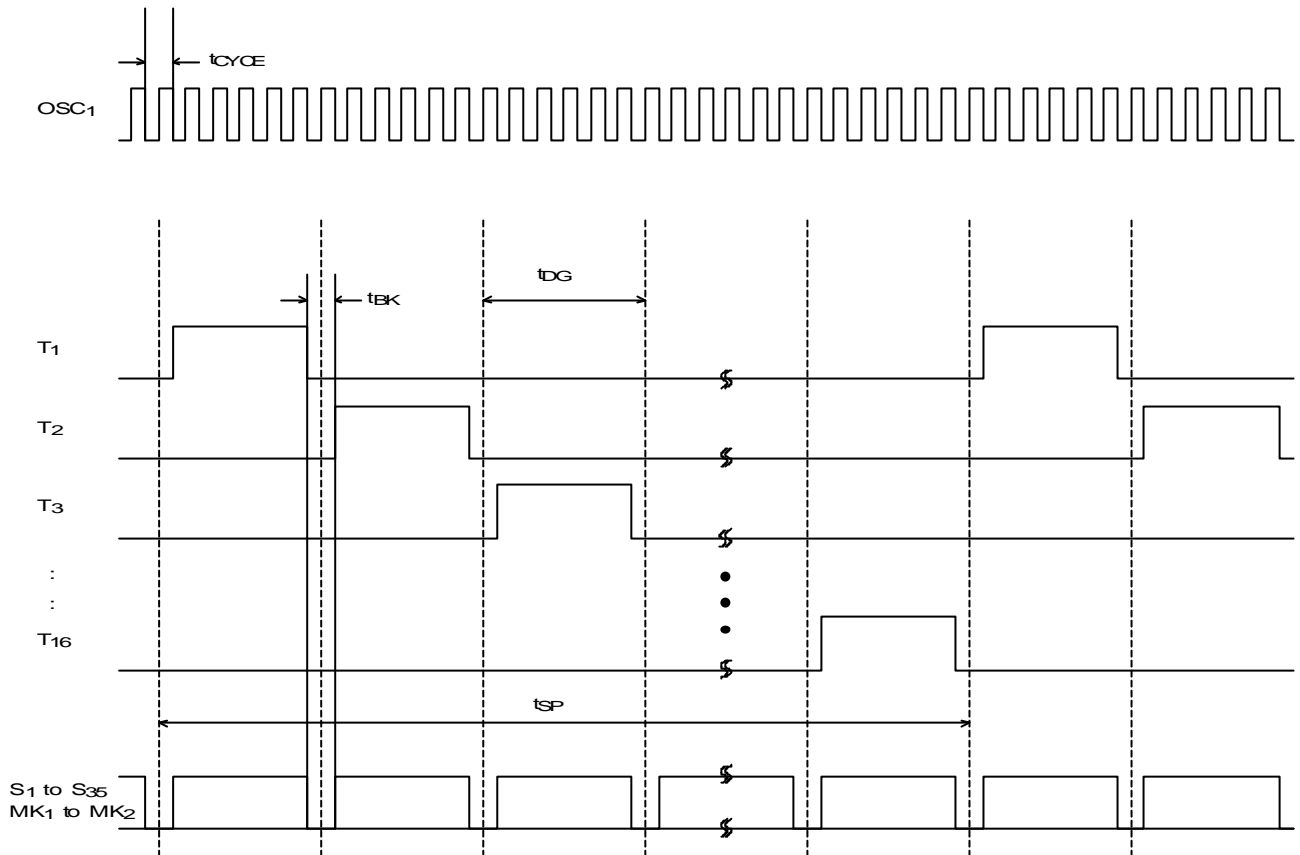 tCYCE
OSC1
tDG
tBK
T1
T2
T3
:
:
T16
tSP
S1 to S35
MK1 to MK2